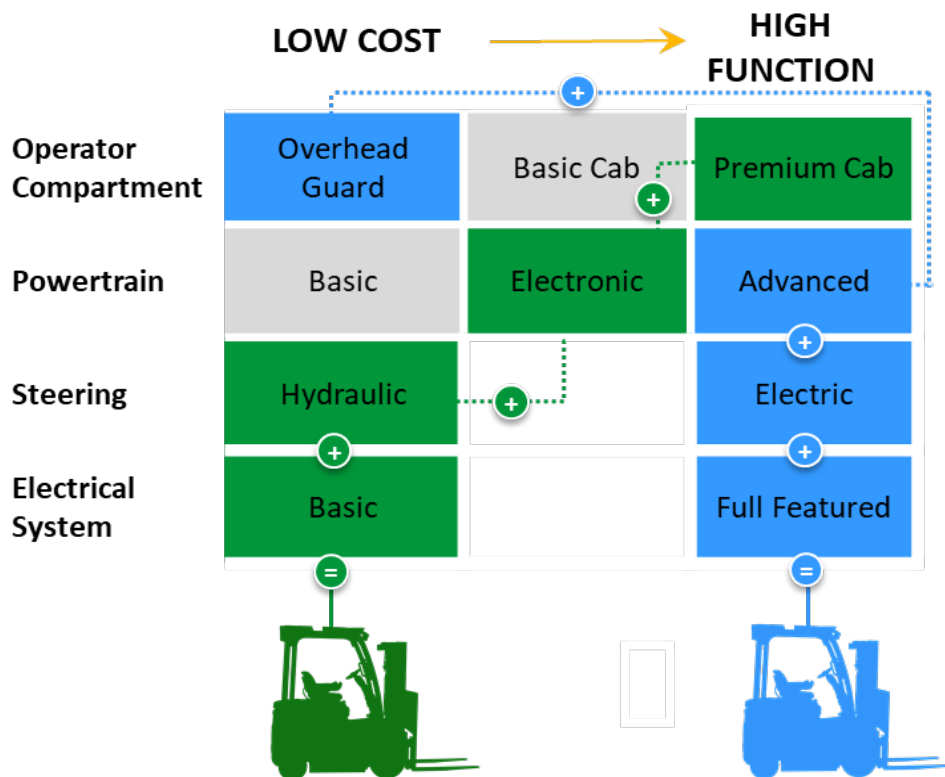 LOW COST
HIGH
FUNCTION
+
Operator
Compartment
Overhead
Guard
Basic Cab
Premium Cab
+
Powertrain
Basic
Electronic
Advanced
+
Steering
Hydraulic
+
Electric
+
+
Electrical
System
Basic
Full Featured
=
=